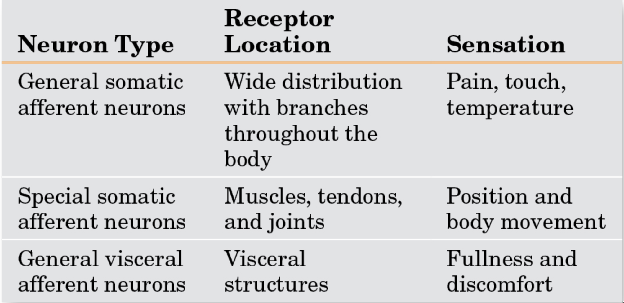 Neuron Type Receptor Location Sensation
General somatic afferent neurons Wide distribution with branches throughout the body Pain, touch, temperature
Special somatic afferent neurons Muscles, tendons, and joints Position and body movement
General visceral afferent neurons Visceral structures Fullness and discomfort